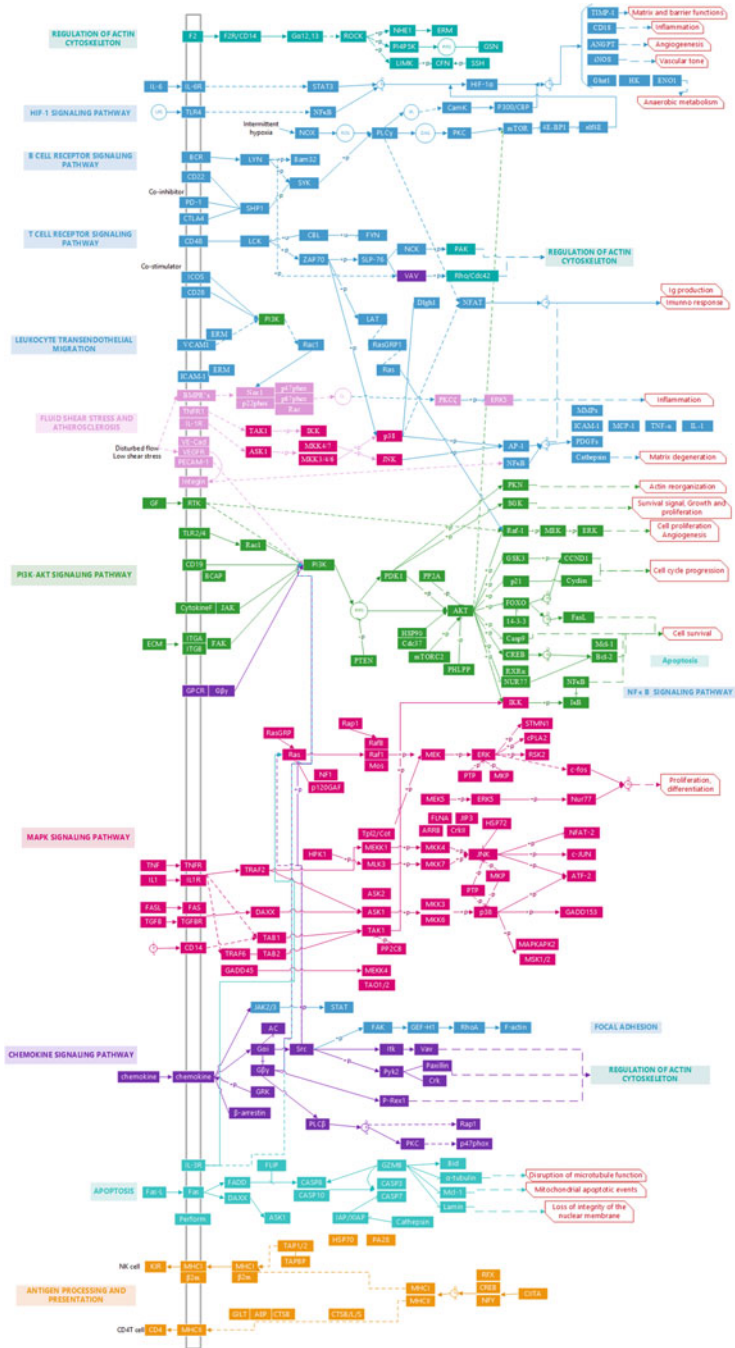 TIMP-1
Matrix and barrier functions
CD18
Inflammation
ANGPT
Angiogeenesis
iNOS
Vascular tone
Glut1 HK ENO1
Anaerobic metabolism
REGULATION OF ACTIN
CYTOSKELETON
F2 F2R/CD14 Gα12,13 ROCK
NHE1 ERM
PI4P5K GSN
LIMK CFN SSH
IL-6 IL-6R STAT3 HIF-1α
HIF-1 SIGNALING PATHWAY
TLR4 NFκB
CamK P300/CBP
Intermittent
hypoxia
NOX PLCγ PKC mTOR 4E-BP1 eIF4E
B CELL RECEPTOR SIGNALING
PATHWAY
BCR LYN Bam32
CD22 SYK
Co-inhibitor
PD-1 SHP1
CTLA4
T CELL RECEPTOR SIGNALING
PATHWAY
CD4B LCK CBL FYN
ZAP70 SLP-76 NCK PAK
VAV Rho/Cdc42
REGULATION OF ACTIN
CYTOSKELETON
Co-stimulator
ICOS
CD28
PI3K
Dlgh1 NFAT
Ig production
Imunno response
LAT
RasGRP1
Ras
LEUKOCYTE TRANSENDOTHELIAL
MIGRATION
ERM
VCAM1
Rac1
ICAM-1 ERM
BMPR's Nox1 p47phox
p22phox p67phox
Rac
PKCζ ERK5
Inflammation
FLUID SHEAR STRESS AND
ATHEROSCLEROSIS
TNFR1
IL-1R
TAK1 IKK
ASK1 MKK4/7
MKK3/4/6
p38
JNK
Disturbed flow
Low shear stress
VE-Cad
VEGFR
PECAM-1
Integin
AP-1
NFκB
MMPs
ICAM-1 MCP-1 TNF-α IL-1
PDGFs
Cathepsin
Matrix degeneration
PKN
Actin reorganization
SGK
Survival signal, Growth and
proliferation
GF RTK
Raf-1 MEK ERK
Cell proliferation
Angiogenesis
TLR2/4 Rac1
PI3K-AKT SIGNALING PATHWAY
CD19
BCAP
PI3K
PDK1 PP2A
AKT
GSK3 CCND1
p21 Cyclin
Cell cycle progression
CytokineR JAK
FOXO
14-3-3
FasL
Casp9
Cell survival
ECM ITGA
ITGB
FAK
PTEN
HSP90
Cdc37
mTORC2
PHLPP
CREB
RXRα
NUR77
Mcl-1
Bcl-2
Apoptosis
GPCR Gβγ
NFκB
IKK IκB
NFκ B SIGNALING PATHWAY
RasGRP Rap1
Ras RafB
Raf1
Mos
MEK ERK
STMN1
cPLA2
RSK2
NF1
p120GAP
PTP MKP
c-fos
MEK5 ERK5 Nur77
Proliferation,
differentiation
MAPK SIGNALING PATHWAY
Tpl2/Cot
FLNA JIP3
ARRB CrkII
HSP72
HPK1 MEKK1
MLK3
MKK4
MKK7
JNK
NFAT-2
c-JUN
ATF-2
TNF TNFR
IL1 IL1R
TRAF2
PTP MKP
FASL FAS
TGFB TGFBR
DAXX
ASK2
ASK1
TAK1
MKK3
MKK6
p38
GADD153
CD14
TAB1
TRAF6 TAB2
PP2CB
MAPKAPK2
MSK1/2
GADD45 MEKK4
TAO1/2
JAK2/3 STAT
CHEMOKINE SIGNALING PATHWAY
AC
Gαi Src
FAK GEF-H1 RhoA F-actin
FOCAL ADHESION
Itk Vav
chemokine chemokine
Gβγ
GRK
β-arrestin
Pyk2 Paxillin
Crk
P-Rex1
REGULATION OF ACTIN
CYTOSKELETON
PLCβ Rap1
PKC p47phox
IL-3R
APOPTOSIS
Fas-L Fas
FADD
DAXX
FLIP
CASP8
CASP10
GZMB
CASP3
CASP7
Bid
α-tubulin
Mcl-1
Lamin
Disruption of microtubule function
Mitochondrial apoptotic events
Loss of integrity of the
nuclear membrane
Perform
ASK1 IAP/XIAP Cathepsin
HSP70 PA28
TAP1/2
TAPBP
NK cell
KIR MHCI
β2m
MHCI
β2m
ANTIGEN PROCESSING AND
PRESENTATION
MHCI
MHCII
RFX
CREB
NFY
CIITA
GILT AEP CTSB CTSB/L/S
CD4T cell
CD4 MHCII